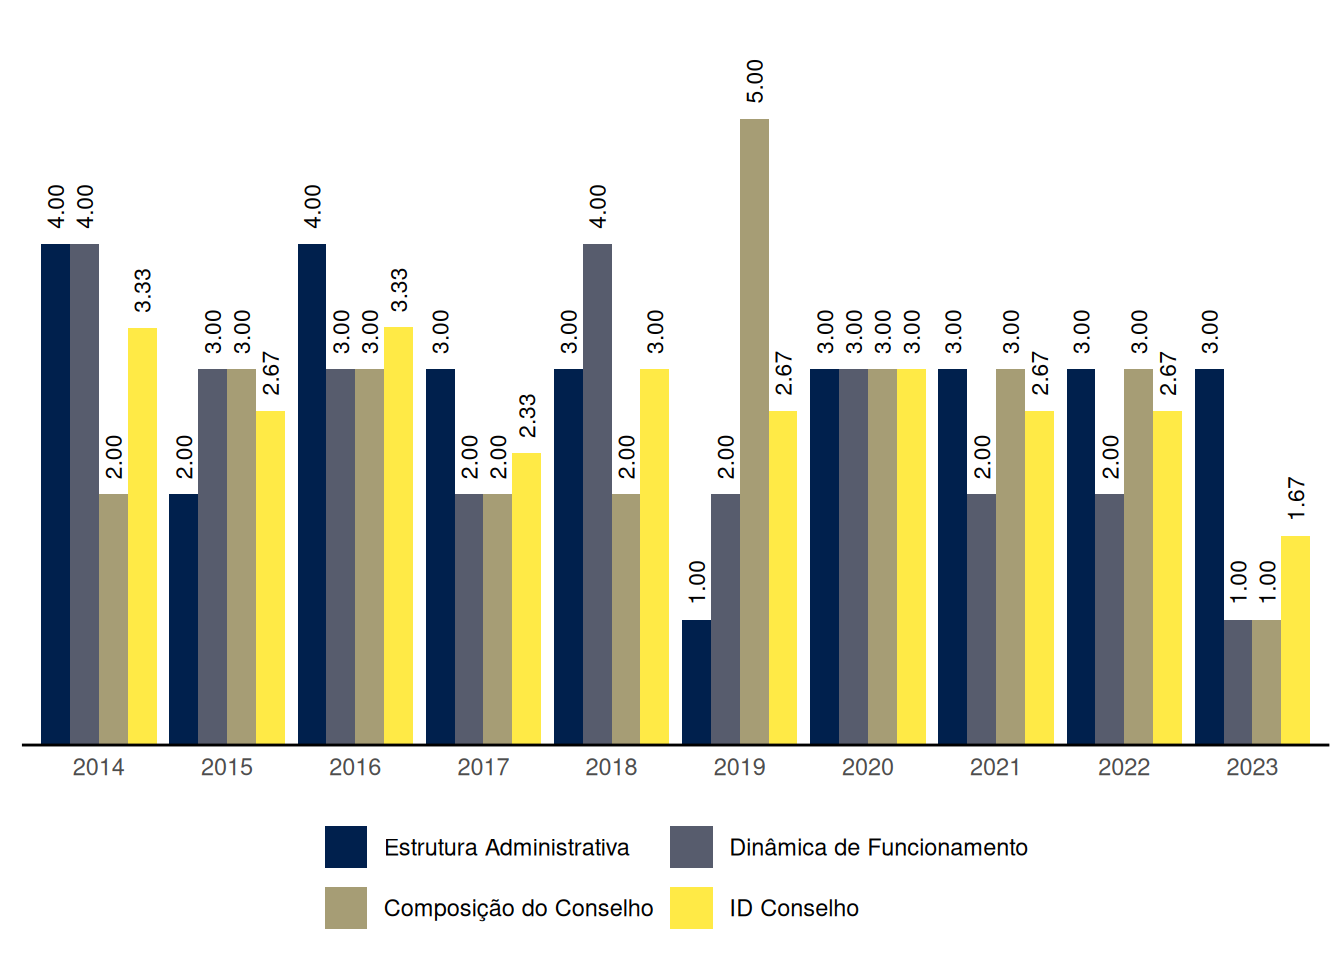 5.00
4.00 4.00 4.00 4.00
3.33 3.33
3.00 3.00 3.00 3.00 3.00 3.00 3.00 3.00 3.00 3.00 3.00 3.00 3.00 3.00 3.00 3.00
2.67 2.67 2.67 2.67
2.33
2.00 2.00 2.00 2.00 2.00 2.00 2.00 2.00
1.67
1.00 1.00 1.00
2014 2015 2016 2017 2018 2019 2020 2021 2022 2023
Estrutura Administrativa Dinâmica de Funcionamento
Composição do Conselho ID Conselho